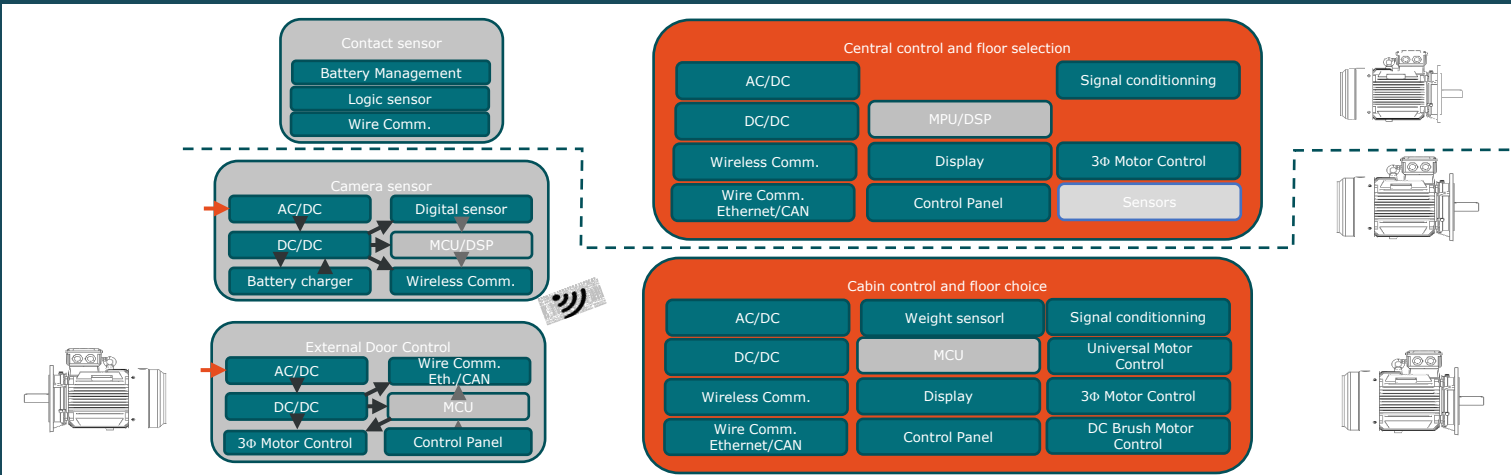 Contact sensor
Battery Management
Logic sensor
Wire Comm.
Camera sensor
AC/DC
Digital sensor
DC/DC
MCU/DSP
Battery charger
Wireless Comm.
External Door Control
AC/DC
Wire Comm.
Eth./CAN
DC/DC
MCU
3Φ Motor Control
Control Panel
Central control and floor selection
AC/DC
Signal conditionning
DC/DC
MPU/DSP
Wireless Comm.
Display
3Φ Motor Control
Wire Comm.
Ethernet/CAN
Control Panel
Sensors
Cabin control and floor choice
AC/DC
Weight sensorl
Signal conditionning
DC/DC
MCU
Universal Motor
Control
Wireless Comm.
Display
3Φ Motor Control
Wire Comm.
Ethernet/CAN
Control Panel
DC Brush Motor
Control